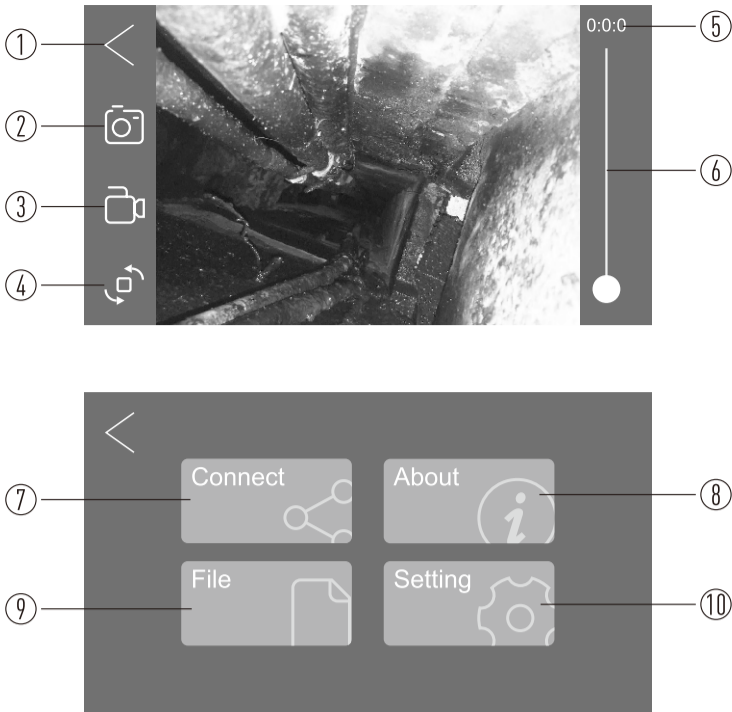 ①
⑤
0:0:0
②
⑥
③
④
Connect
About
⑦
⑧
File
Setting
⑨
⑩